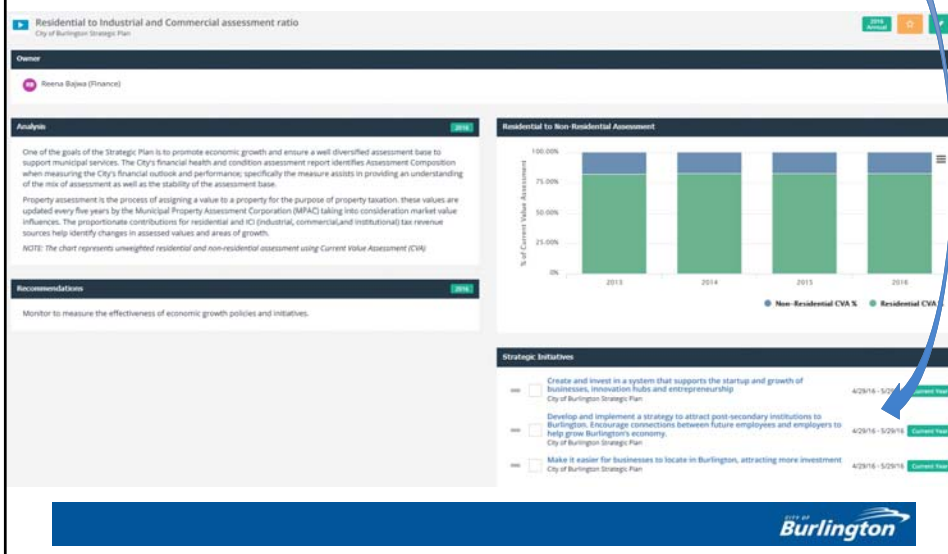 Residential to Industrial and Commercial assessment ratio
City of Burlington Strategic Plan
2016
Annual
Owner
RB
Reena Bajwa (Finance)
Analysis
2016
One of the goals of the Strategic Plan is to promote economic growth and ensure a well diversified assessment base to
support municipal services. The City's financial health and condition assessment report identifies Assessment Composition
when measuring the City's financial outlook and performance; specifically the measure assists in providing an understanding
of the mix of assessment as well as the stability of the assessment base.
Property assessment is the process of assigning a value to a property for the purpose of property taxation. these values are
updated every five years by the Municipal Property Assessment Corporation (MPAC) taking into consideration market value
influences. The proportionate contributions for residential and ICI (industrial, commercial,and institutional) tax revenue
sources help identify changes in assessed values and areas of growth.
NOTE: The chart represents unweighted residential and non-residential assessment using Current Value Assessment (CVA)
Recommendations
2016
Monitor to measure the effectiveness of economic growth policies and initiatives.
Residential to Non-Residential Assessment
% of Current Value Assessment
100.00%
75.00%
50.00%
25.00%
0%
2013
2014
2015
2016
Non-Residential CVA %
Residential CVA %
Strategic Initiatives
Create and invest in a system that supports the startup and growth of
businesses, innovation hubs and entrepreneurship
City of Burlington Strategic Plan
4/29/16 - 5/29/16
Current Year
Develop and implement a strategy to attract post-secondary institutions to
Burlington. Encourage connections between future employees and employers to
help grow Burlington's economy.
City of Burlington Strategic Plan
4/29/16 - 5/29/16
Current Year
Make it easier for businesses to locate in Burlington, attracting more investment
City of Burlington Strategic Plan
4/29/16 - 5/29/16
Current Year
CITY OF
Burlington